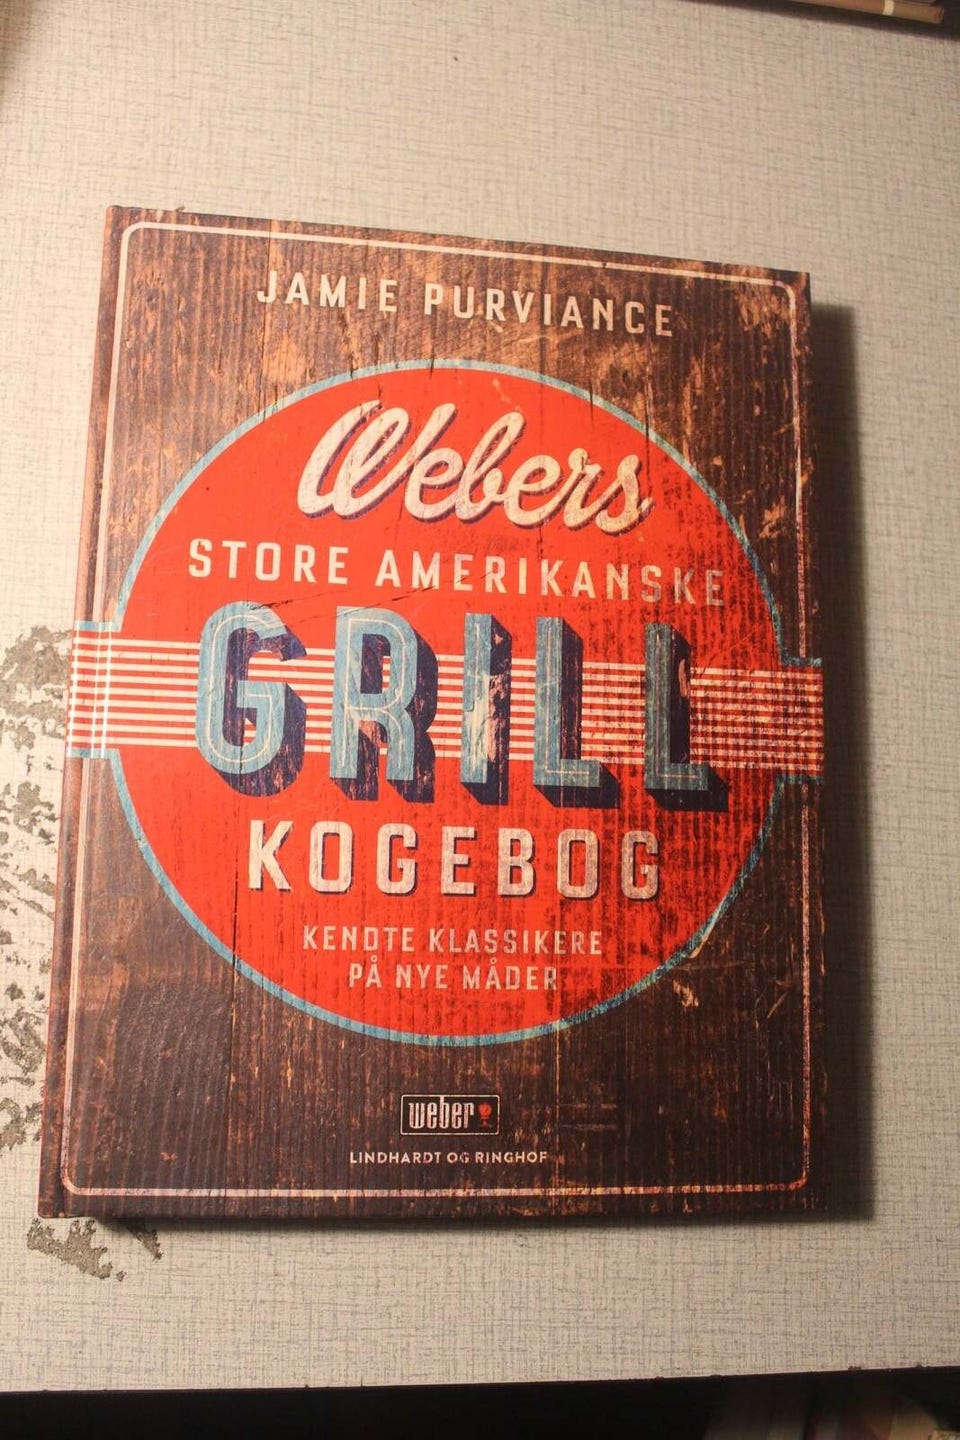 JAMIE PURVIANCE
Webers
STORE AMERIKANSKE
GRILL
KOGEBOG
KENDTE KLASSIKERE
PÅ NYE MÅDER
weber
LINDHARDT OG RINGHOF